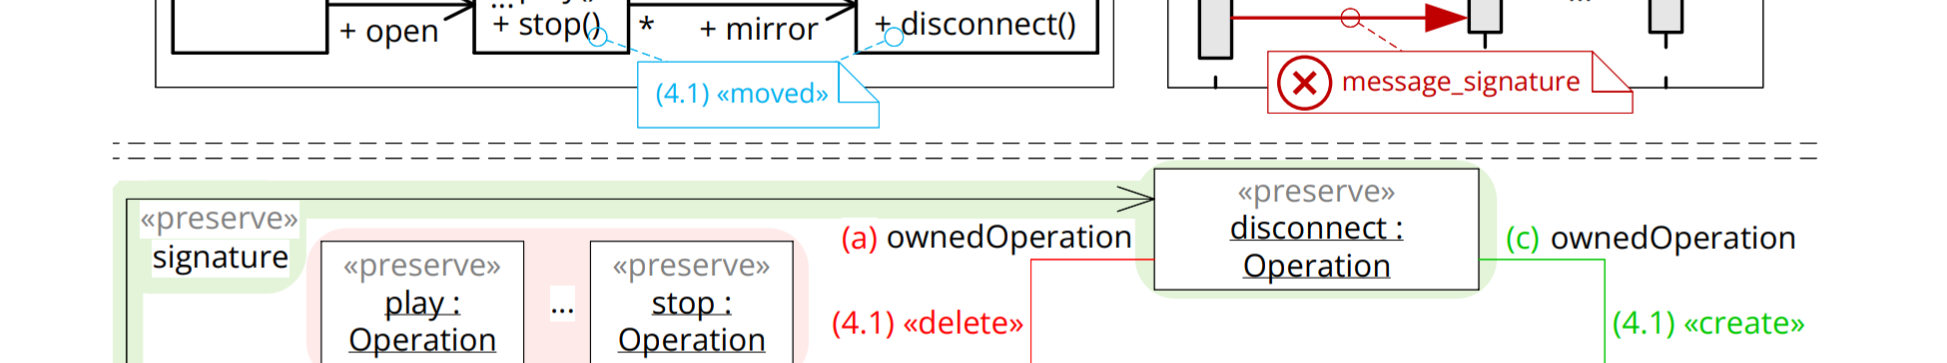 + open
+ stop()
*
+ mirror
+ disconnect()
...
(4.1) «moved»
message_signature
«preserve»
signature
«preserve»
play :
Operation
...
«preserve»
stop :
Operation
(a) ownedOperation
(4.1) «delete»
«preserve»
disconnect :
Operation
(c) ownedOperation
(4.1) «create»